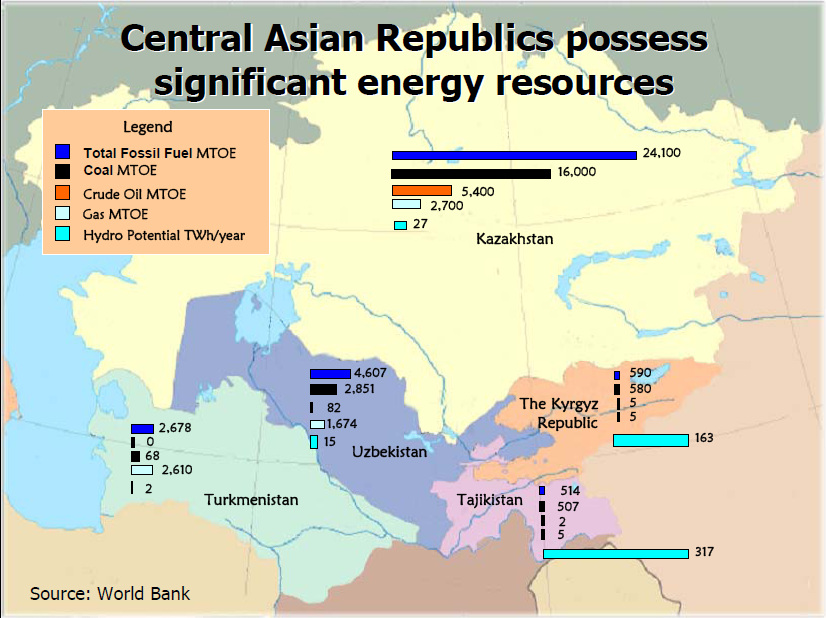 Central Asian Republics possess
significant energy resources
Legend
Total Fossil Fuel MTOE
Coal MTOE
Crude Oil MTOE
Gas MTOE
Hydro Potential TWh/year
24,100
16,000
5,400
2,700
27
Kazakhstan
4,607
2,851
82
1,674
15
Uzbekistan
590
580
5
5
163
The Kyrgyz
Republic
2,678
0
68
2,610
2
Turkmenistan
Tajikistan
514
507
2
5
317
Source: World Bank